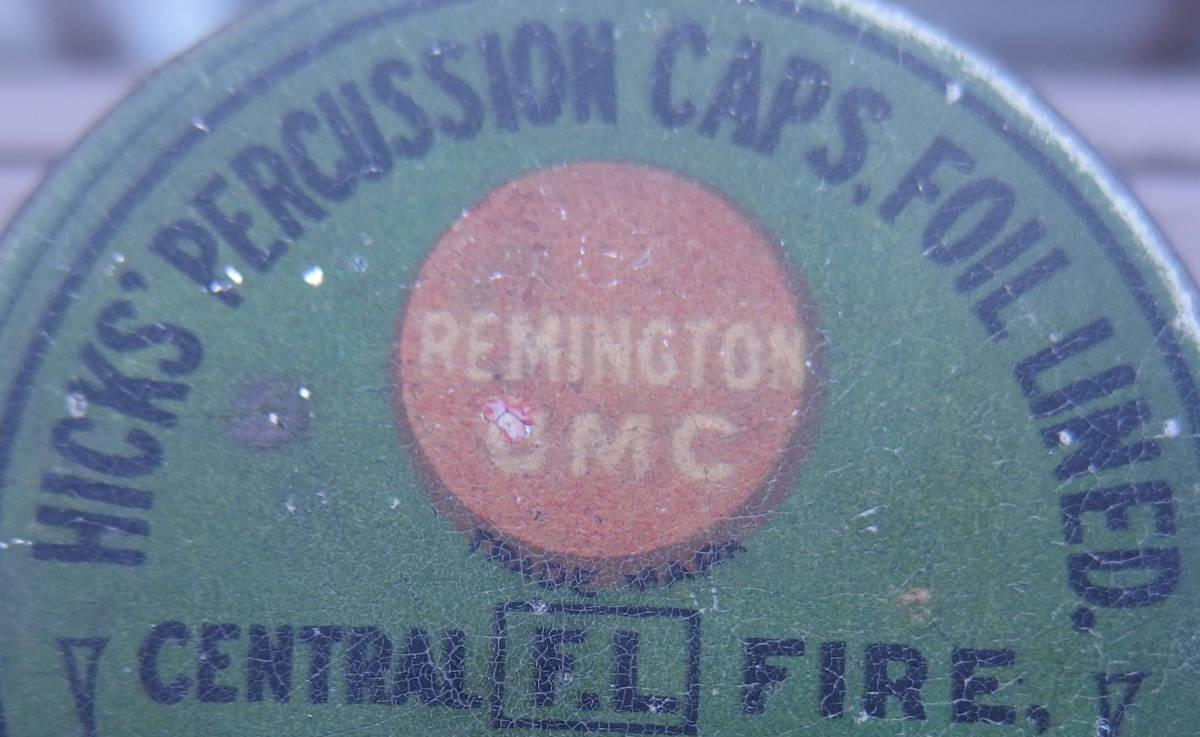 HICKS' PERCUSSION CAPS. FOIL LINED.
REMINGTON
UMC
CENTRAL F.L FIRE.